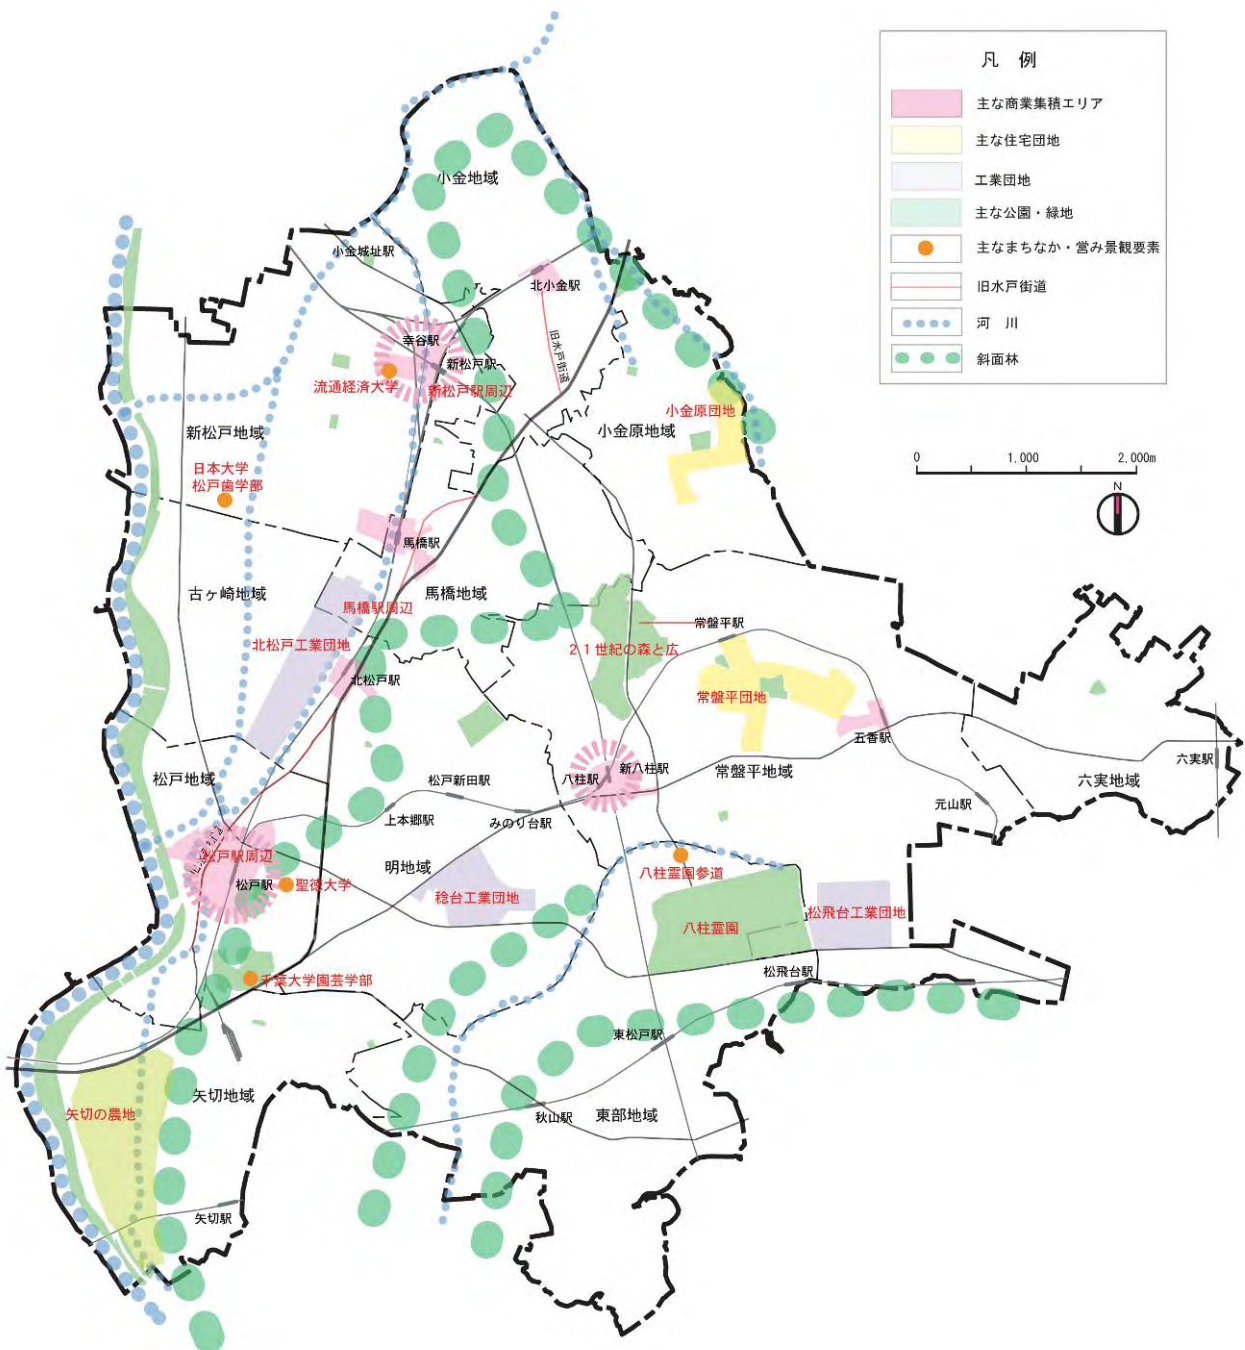 凡 例
主な商業集積エリア
主な住宅団地
工業団地
主な公園・緑地
主なまちなか・営み景観要素
旧水戸街道
河 川
斜面林
0
1,000
2,000m
N
小金地域
小金城址駅
北小金駅
幸谷駅
新松戸駅
旧水戸街道
流通経済大学
新松戸駅周辺
小金原団地
新松戸地域
小金原地域
日本大学
松戸歯学部
馬橋駅
古ヶ崎地域
馬橋地域
馬橋駅周辺
常盤平駅
北松戸工業団地
21世紀の森と広
北松戸駅
常盤平団地
五香駅
六実駅
松戸地域
松戸新田駅
八柱駅
新八柱駅
常盤平地域
六実地域
元山駅
上本郷駅
みのり台駅
松戸駅周辺
明地域
八柱霊園参道
松戸駅
聖徳大学
稔台工業団地
松飛台工業団地
八柱霊園
千葉大学園芸学部
松飛台駅
東松戸駅
矢切地域
矢切の農地
秋山駅
東部地域
矢切駅